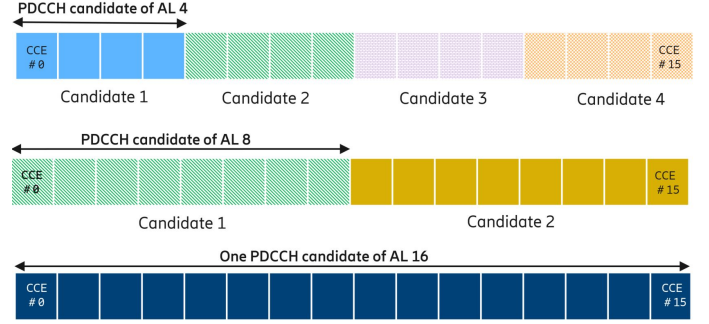 PDCCH candidate of AL 4
CCE
#0
CCE
#15
Candidate 1
Candidate 2
Candidate 3
Candidate 4
PDCCH candidate of AL 8
CCE
#0
CCE
#15
Candidate 1
Candidate 2
One PDCCH candidate of AL 16
CCE
#0
CCE
#15